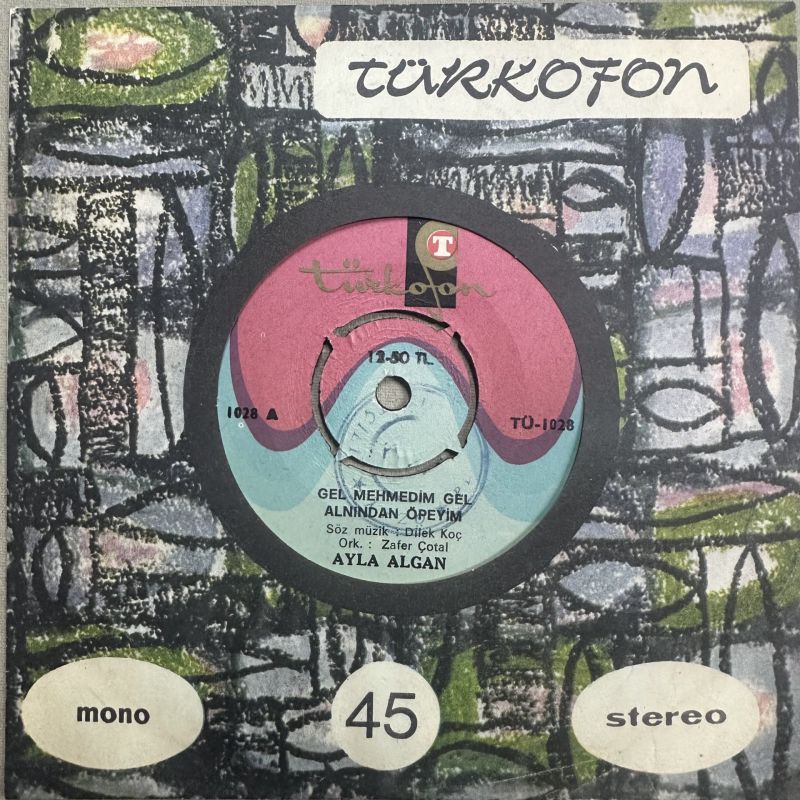 TÜRKOFON
T
türkofon
12-50 TL.
1028 A
TÜ-1028
GEL MEHMEDİM GEL
ALNINDAN ÖPEYİM
Söz müzik : Dilek Koç
Ork. : Zafer Çotal
AYLA ALGAN
mono
45
stereo